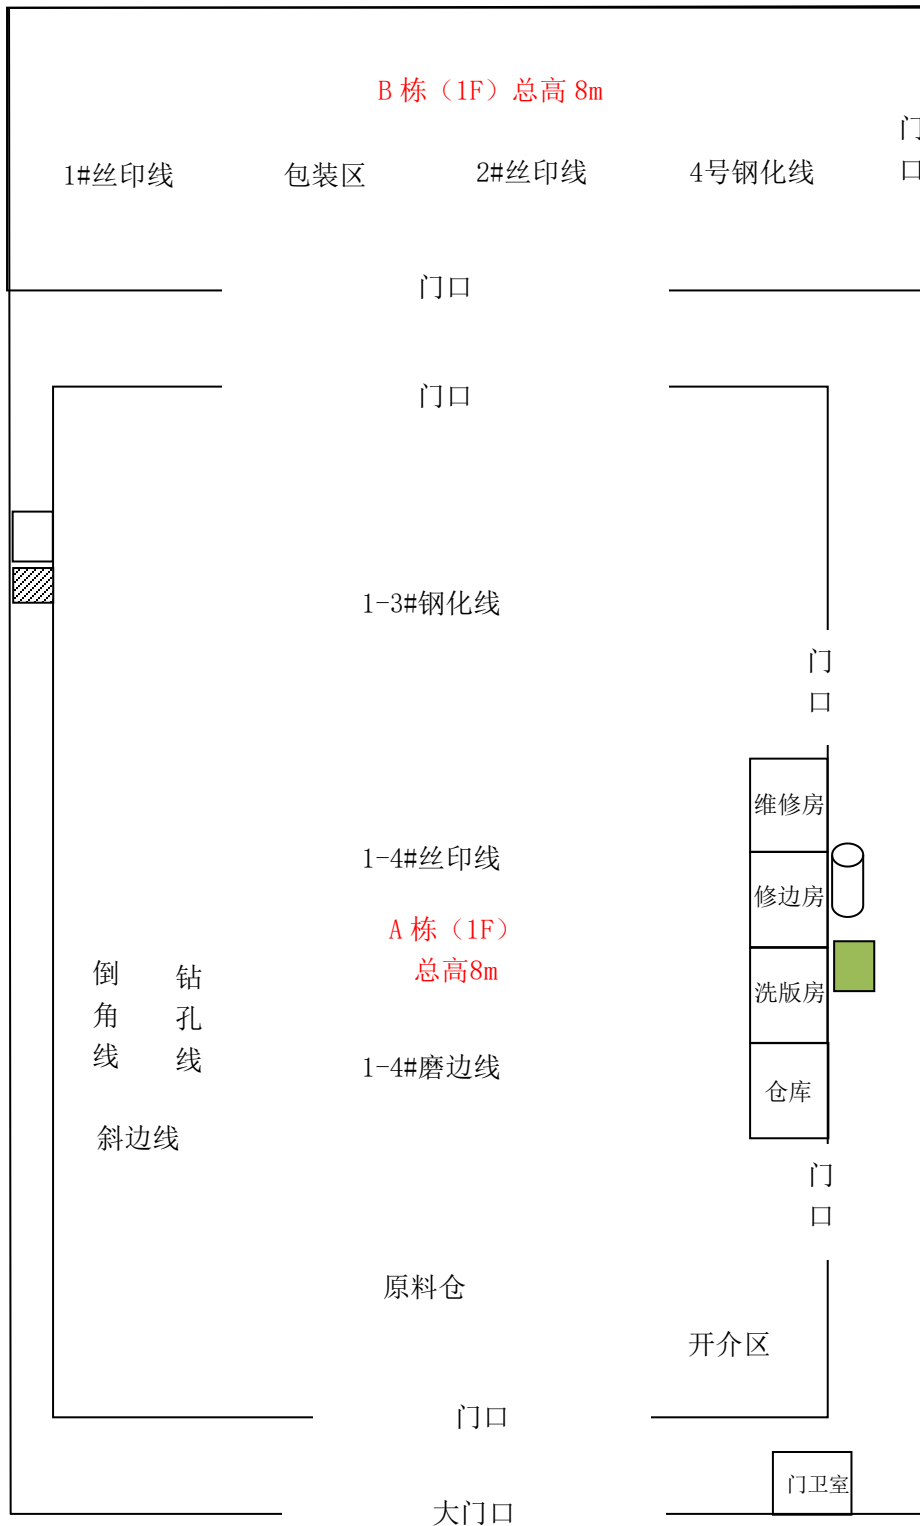 B栋（1F）总高 8m
门口
1#丝印线
包装区
2#丝印线
4号钢化线
门口
门口
1-3#钢化线
门口
维修房
1-4#丝印线
修边房
A栋（1F）
总高8m
倒角线
钻孔线
洗版房
1-4#磨边线
仓库
斜边线
门口
原料仓
开介区
门口
门卫室
大门口